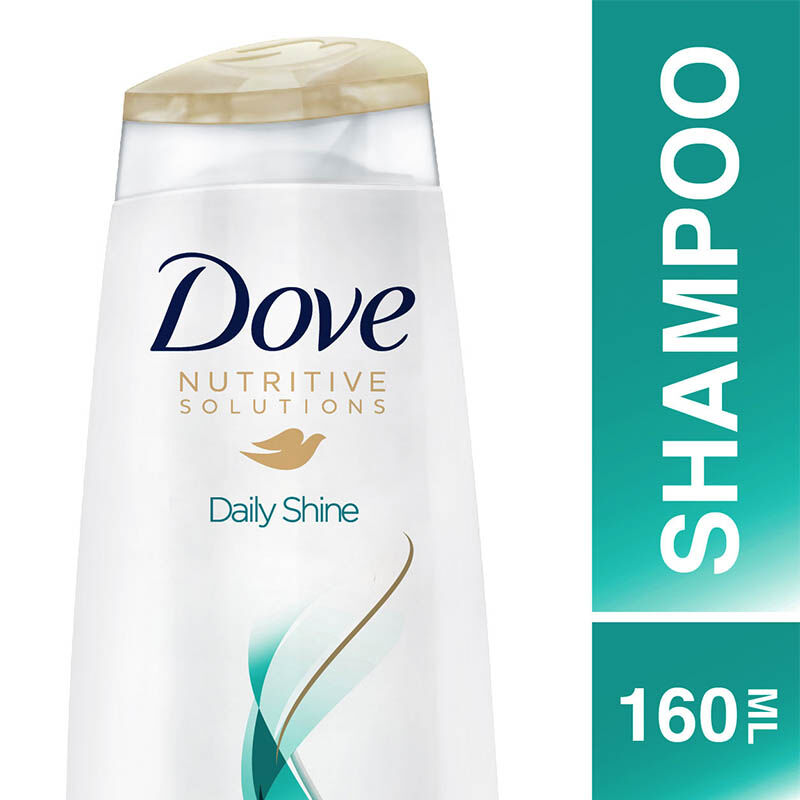 Dove
NUTRITIVE
SOLUTIONS
Daily Shine
SHAMPOO
160 ML